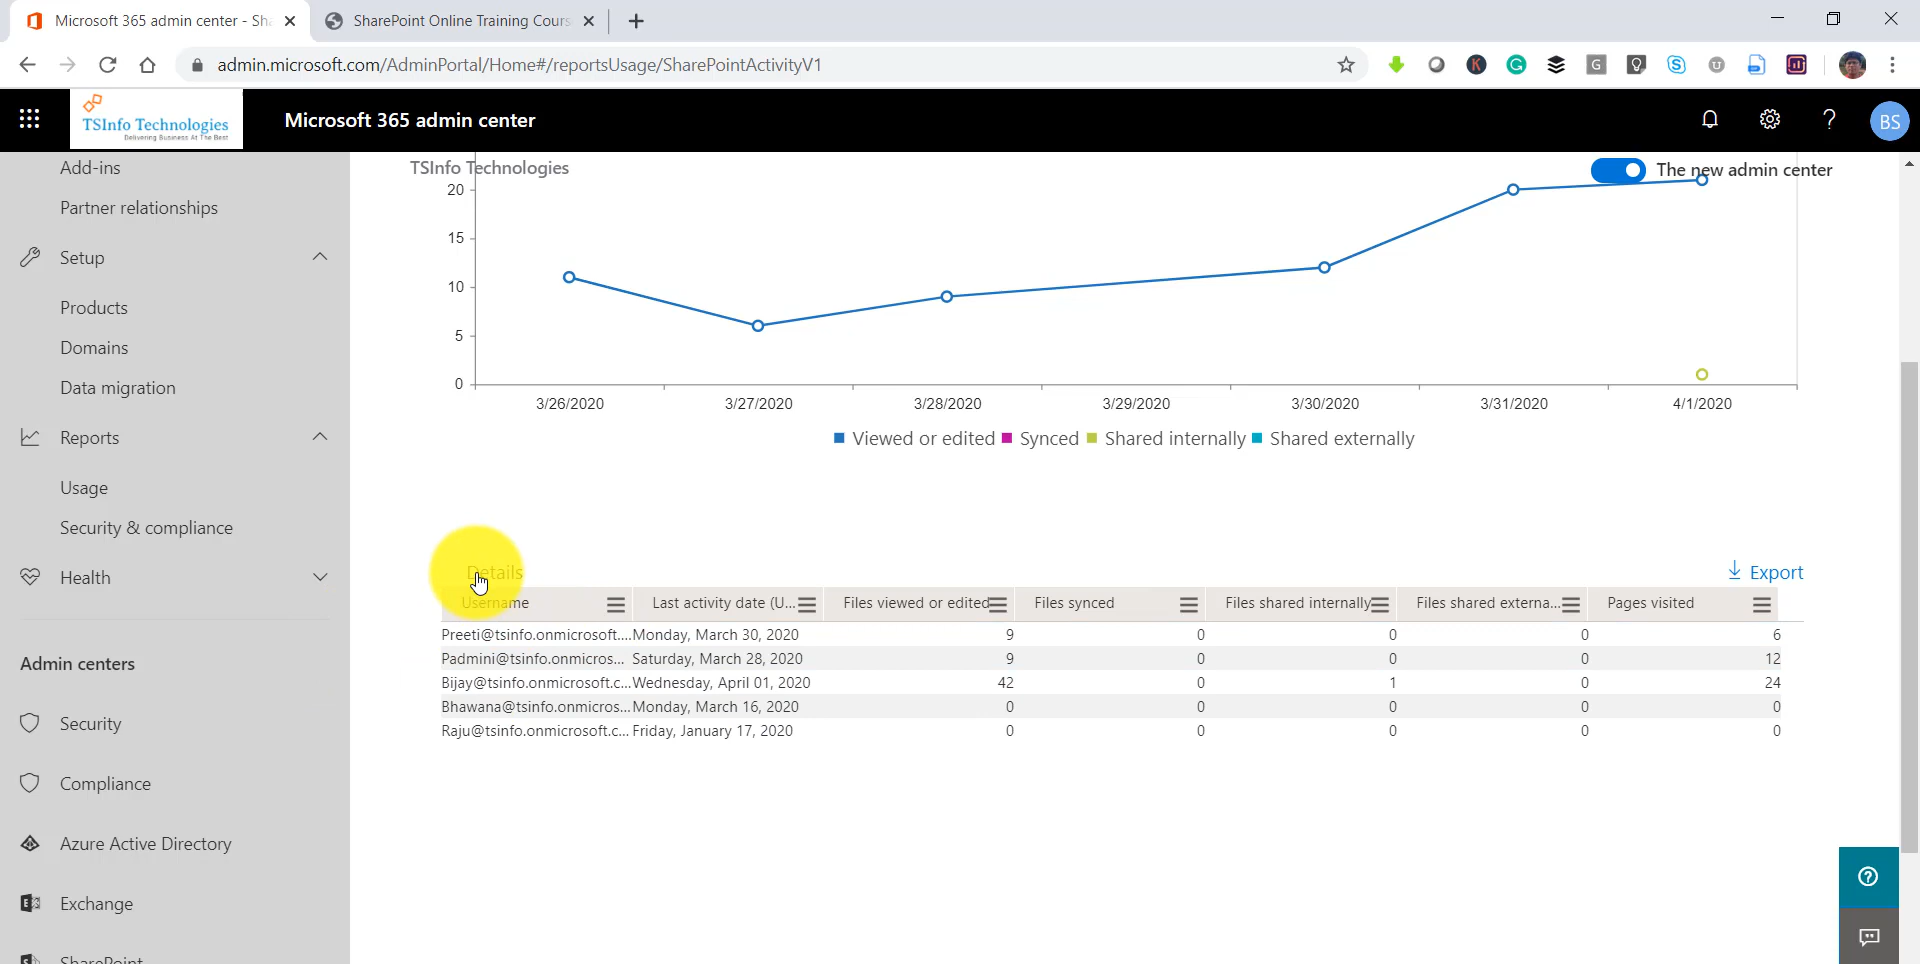 Microsoft 365 admin center - Sha
SharePoint Online Training Cours
admin.microsoft.com/AdminPortal/Home#/reportsUsage/SharePointActivityV1
TSInfo Technologies
Delivering Business At The Best
Microsoft 365 admin center
BS
Add-ins
Partner relationships
Setup
Products
Domains
Data migration
Reports
Usage
Security & compliance
Health
Admin centers
Security
Compliance
Azure Active Directory
Exchange
SharePoint
TSInfo Technologies
The new admin center
20
15
10
5
0
3/26/2020 3/27/2020 3/28/2020 3/29/2020 3/30/2020 3/31/2020 4/1/2020
Viewed or edited Synced Shared internally Shared externally
Details
Export
Username Last activity date (U... Files viewed or edited Files synced Files shared internally Files shared externa... Pages visited
Preeti@tsinfo.onmicrosoft.... Monday, March 30, 2020 9 0 0 0 6
Padmini@tsinfo.onmicros... Saturday, March 28, 2020 9 0 0 0 12
Bijay@tsinfo.onmicrosoft.c... Wednesday, April 01, 2020 42 0 1 0 24
Bhawana@tsinfo.onmicros... Monday, March 16, 2020 0 0 0 0 0
Raju@tsinfo.onmicrosoft.c... Friday, January 17, 2020 0 0 0 0 0